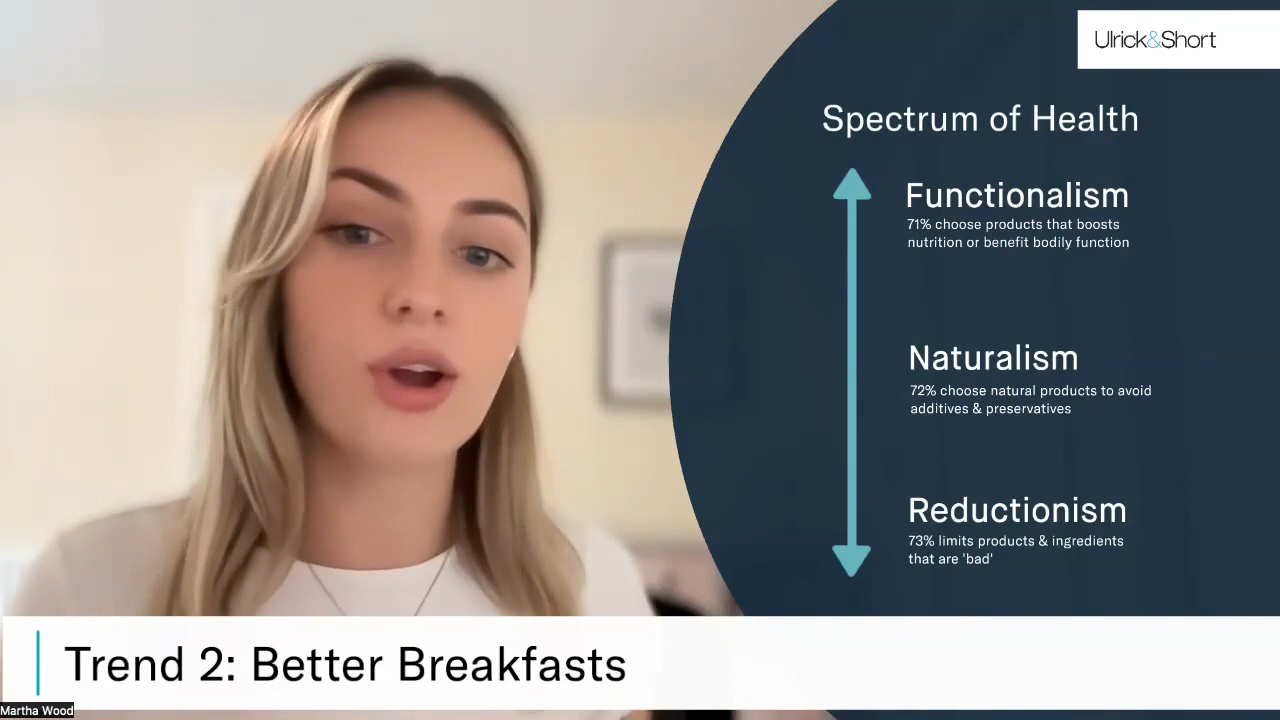 Ulrick&Short
Spectrum of Health
Functionalism
71% choose products that boosts
nutrition or benefit bodily function
Naturalism
72% choose natural products to avoid
additives & preservatives
Reductionism
73% limits products & ingredients
that are 'bad'
Trend 2: Better Breakfasts
Martha Wood